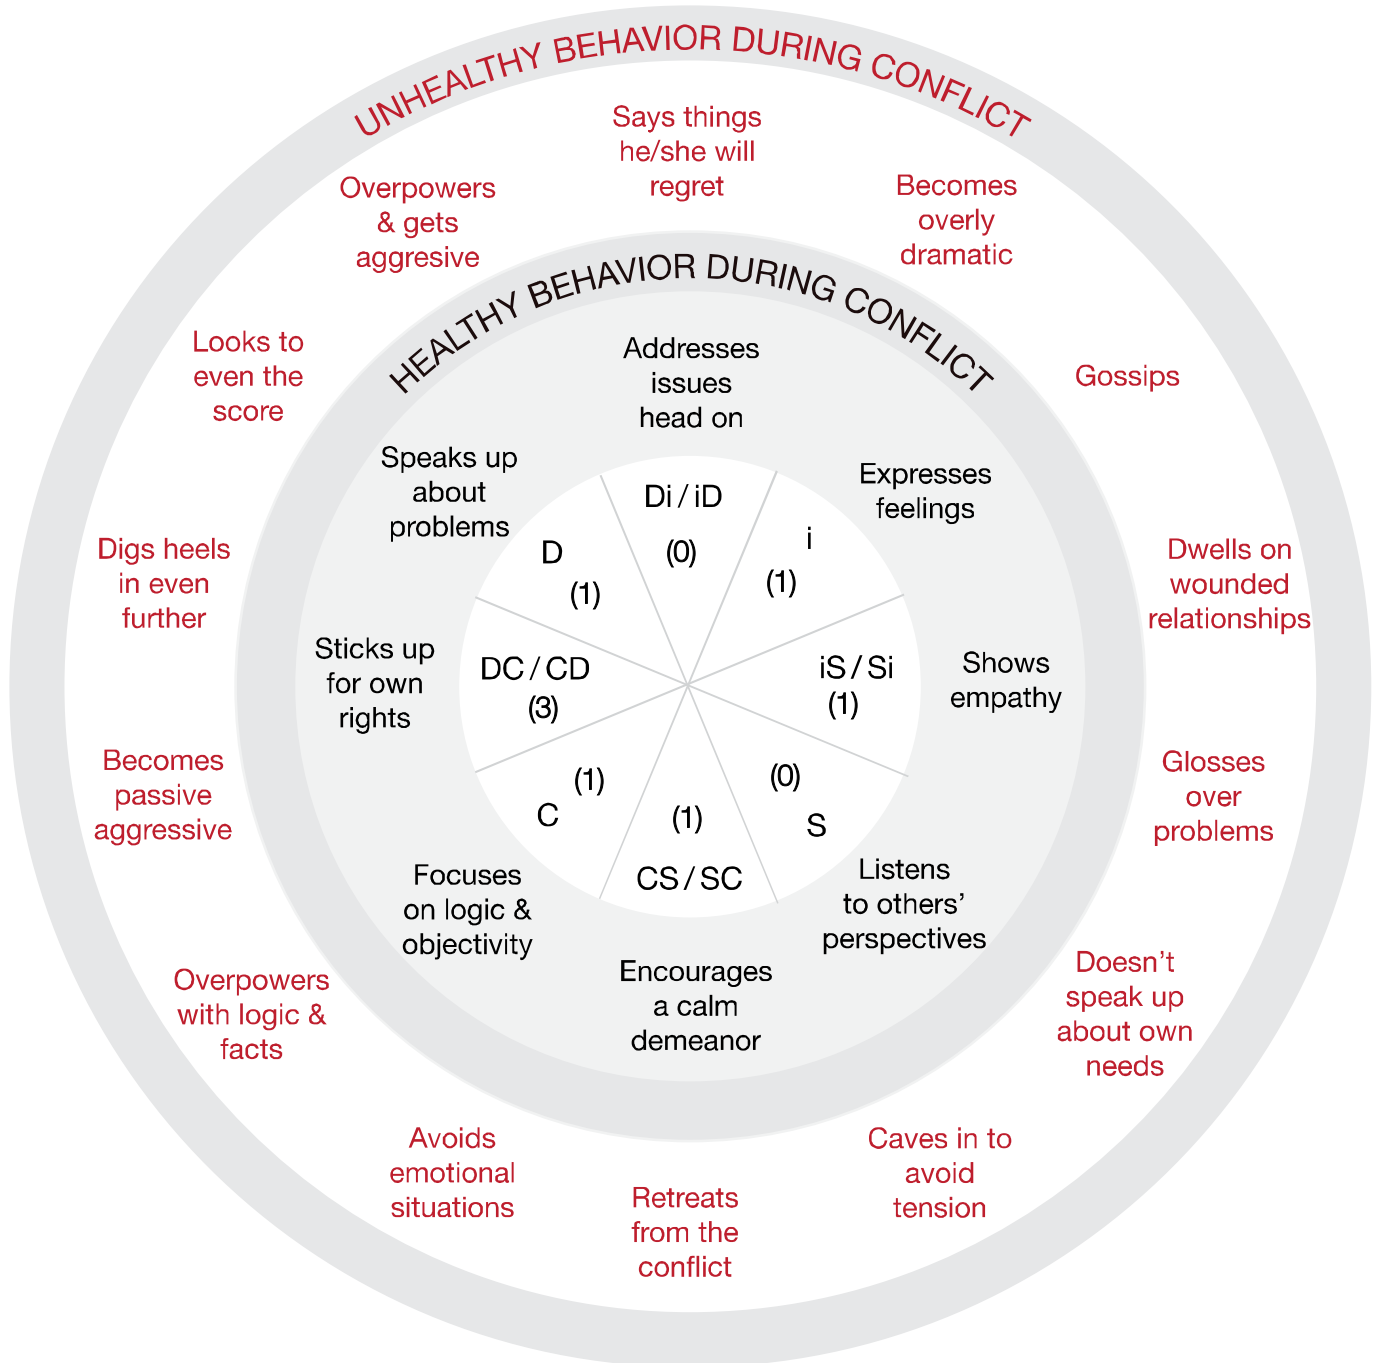 UNHEALTHY BEHAVIOR DURING CONFLICT
Says things
he/she will
regret
Becomes
overly
dramatic
Gossips
Dwells on
wounded
relationships
Glosses
over
problems
Doesn’t
speak up
about own
needs
Caves in to
avoid
tension
Retreats
from the
conflict
Avoids
emotional
situations
Overpowers
with logic &
facts
Becomes
passive
aggressive
Digs heels
in even
further
Looks to
even the
score
Overpowers
& gets
aggresive
HEALTHY BEHAVIOR DURING CONFLICT
Addresses
issues
head on
Expresses
feelings
Shows
empathy
Listens
to others’
perspectives
Encourages
a calm
demeanor
Focuses
on logic &
objectivity
Sticks up
for own
rights
Speaks up
about
problems
Di / iD
(0)
i
(1)
iS / Si
(1)
(0)
S
(1)
CS / SC
(1)
C
DC / CD
(3)
D
(1)